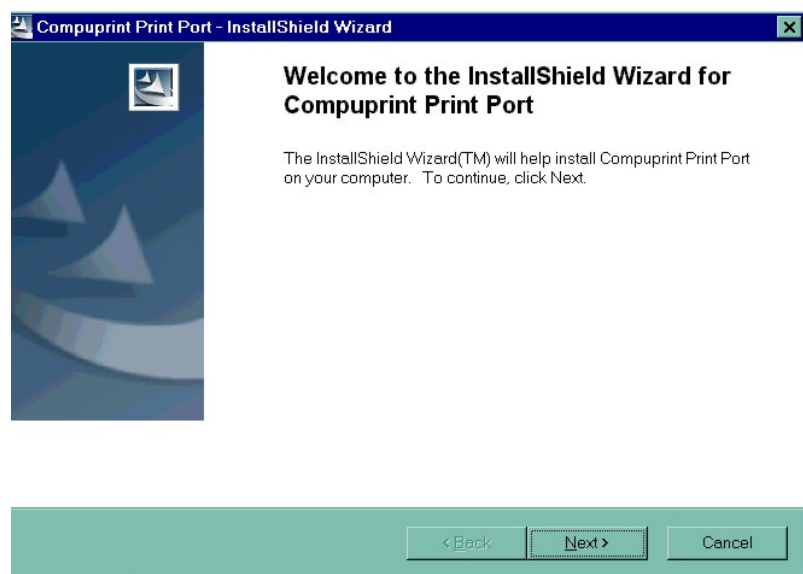 Compuprint Print Port - InstallShield Wizard
Welcome to the InstallShield Wizard for
Compuprint Print Port
The InstallShield Wizard(TM) will help install Compuprint Print Port
on your computer. To continue, click Next.
< Back
Next >
Cancel